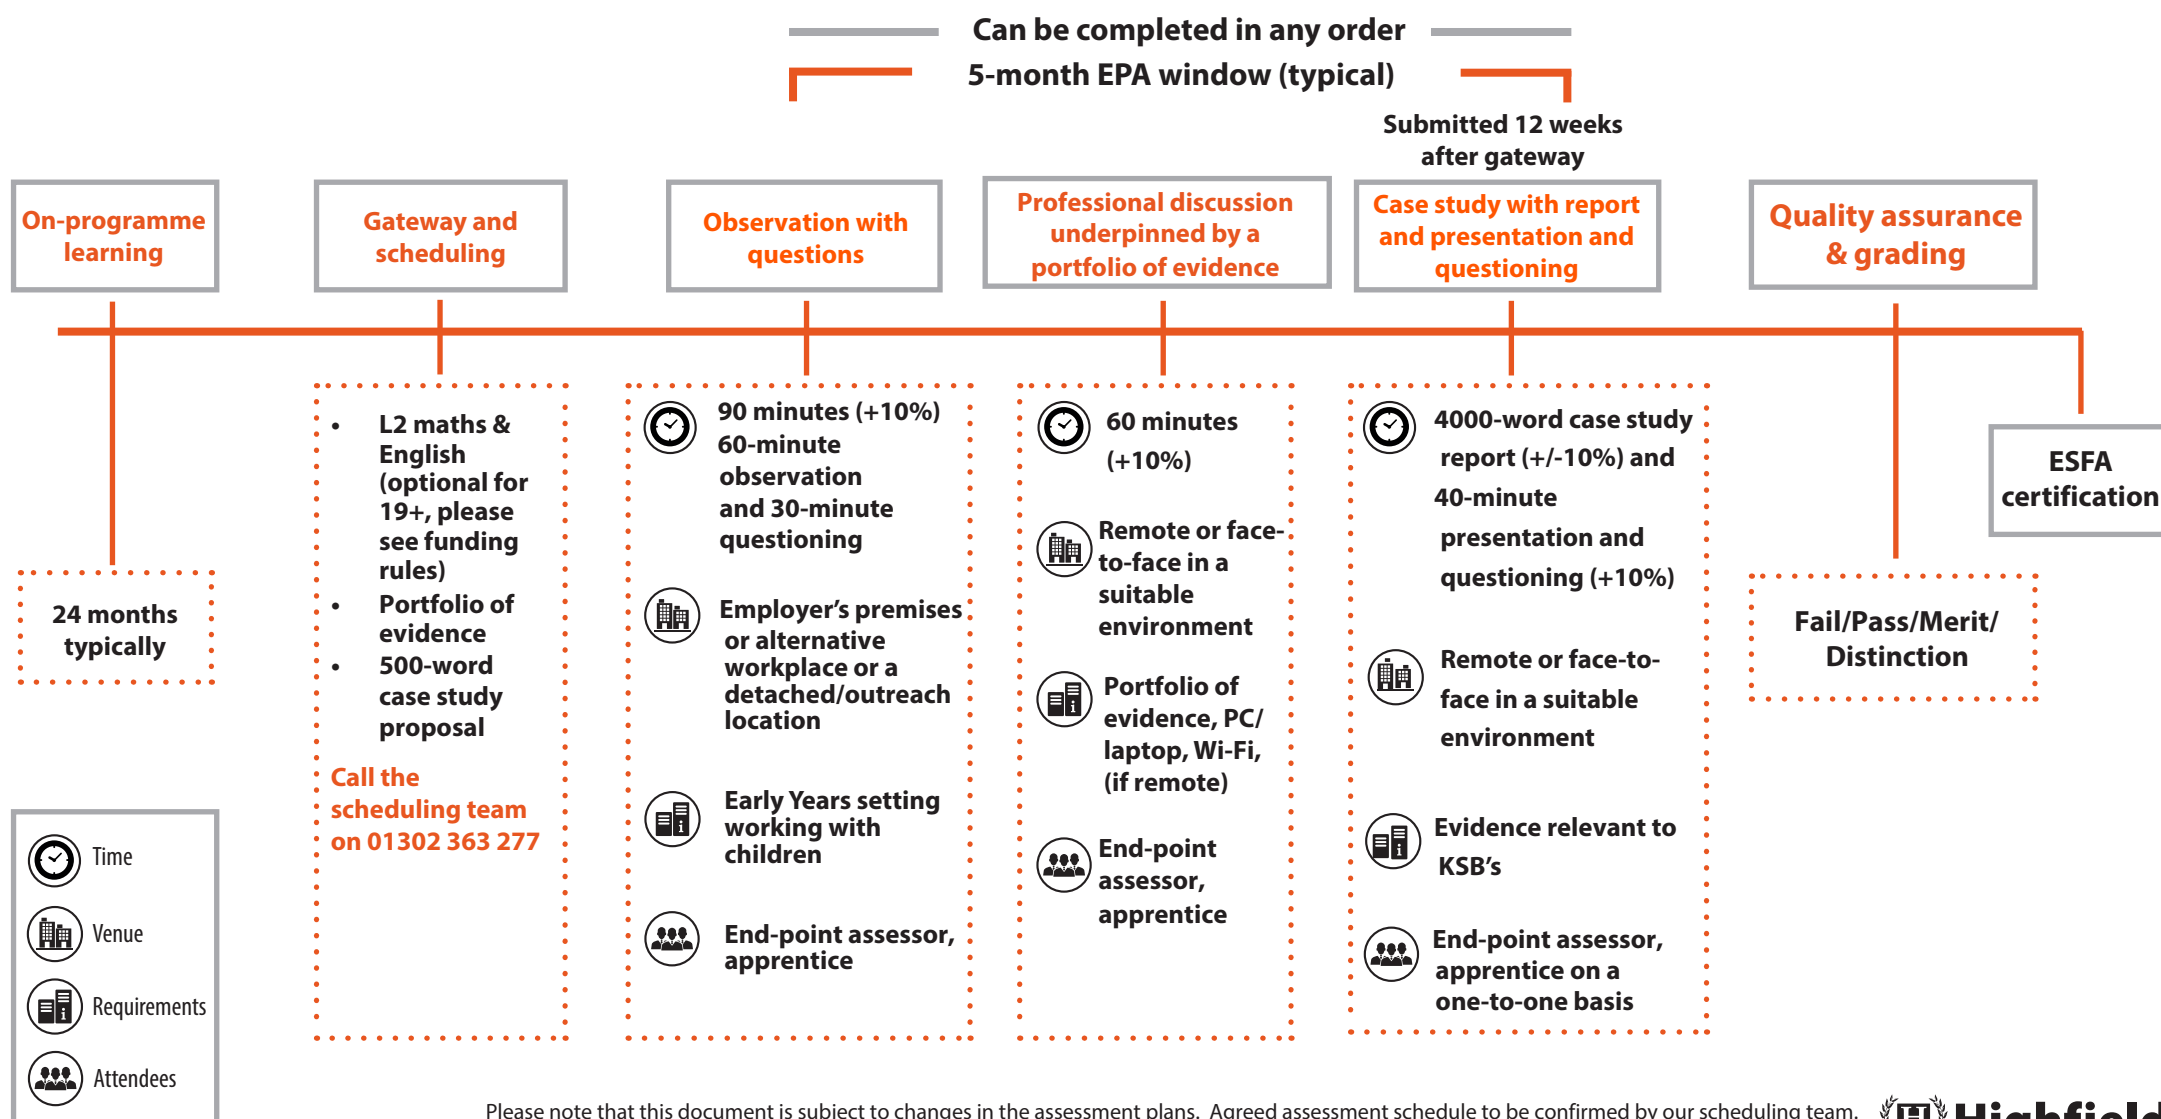 Can be completed in any order
5-month EPA window (typical)
Submitted 12 weeks
after gateway
On-programme
learning
Gateway and
scheduling
Observation with
questions
Professional discussion
underpinned by a
portfolio of evidence
Case study with report
and presentation and
questioning
Quality assurance
& grading
24 months
typically
• L2 maths &
English
(optional for
19+, please
see funding
rules)
• Portfolio of
evidence
• 500-word
case study
proposal
Call the
scheduling team
on 01302 363 277
90 minutes (+10%)
60-minute
observation
and 30-minute
questioning
Employer's premises
or alternative
workplace or a
detached/outreach
location
Early Years setting
working with
children
End-point assessor,
apprentice
60 minutes
(+10%)
Remote or face-
to-face in a
suitable
environment
Portfolio of
evidence, PC/
laptop, Wi-Fi,
(if remote)
End-point
assessor,
apprentice
4000-word case study
report (+/-10%) and
40-minute
presentation and
questioning (+10%)
Remote or face-to-
face in a suitable
environment
Evidence relevant to
KSB's
End-point assessor,
apprentice on a
one-to-one basis
Fail/Pass/Merit/
Distinction
ESFA
certification
Time
Venue
Requirements
Attendees
Please note that this document is subject to changes in the assessment plans. Agreed assessment schedule to be confirmed by our scheduling team.
Highfield